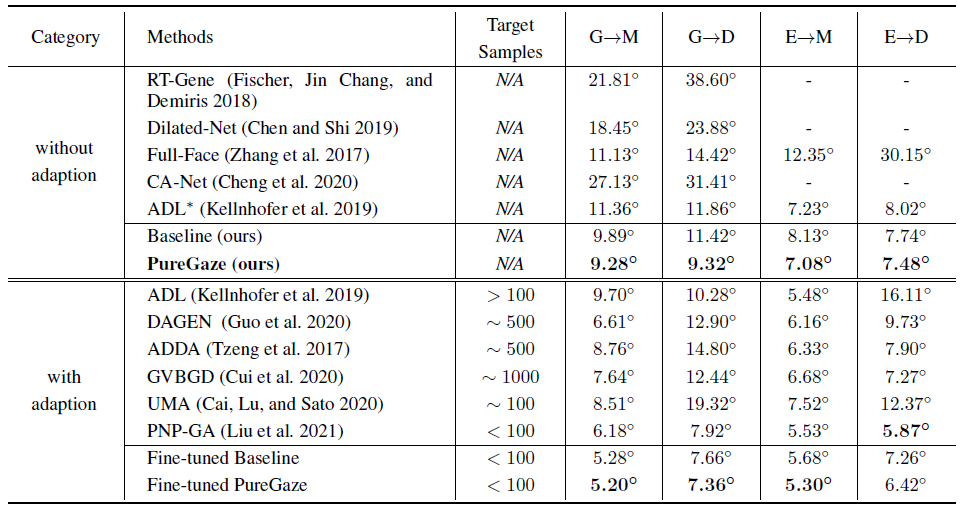 Category Methods Target Samples G→M G→D E→M E→D
without adaption
RT-Gene (Fischer, Jin Chang, and Demiris 2018) N/A 21.81° 38.60° - -
Dilated-Net (Chen and Shi 2019) N/A 18.45° 23.88° - -
Full-Face (Zhang et al. 2017) N/A 11.13° 14.42° 12.35° 30.15°
CA-Net (Cheng et al. 2020) N/A 27.13° 31.41° - -
ADL* (Kellnhofer et al. 2019) N/A 11.36° 11.86° 7.23° 8.02°
Baseline (ours) N/A 9.89° 11.42° 8.13° 7.74°
PureGaze (ours) N/A 9.28° 9.32° 7.08° 7.48°
with adaption
ADL (Kellnhofer et al. 2019) > 100 9.70° 10.28° 5.48° 16.11°
DAGEN (Guo et al. 2020) ∼ 500 6.61° 12.90° 6.16° 9.73°
ADDA (Tzeng et al. 2017) ∼ 500 8.76° 14.80° 6.33° 7.90°
GVBGD (Cui et al. 2020) ∼ 1000 7.64° 12.44° 6.68° 7.27°
UMA (Cai, Lu, and Sato 2020) ∼ 100 8.51° 19.32° 7.52° 12.37°
PNP-GA (Liu et al. 2021) < 100 6.18° 7.92° 5.53° 5.87°
Fine-tuned Baseline < 100 5.28° 7.66° 5.68° 7.26°
Fine-tuned PureGaze < 100 5.20° 7.36° 5.30° 6.42°